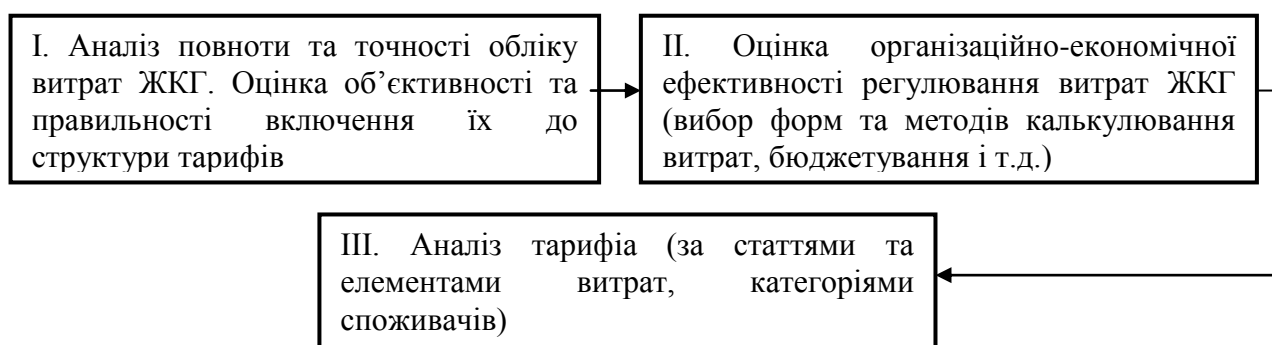 І. Аналіз повноти та точності обліку
витрат ЖКГ. Оцінка об’єктивності та
правильності включення їх до
структури тарифів
ІІ. Оцінка організаційно-економічної
ефективності регулювання витрат ЖКГ
(вибор форм та методів калькулювання
витрат, бюджетування і т.д.)
ІІІ. Аналіз тарифіа (за статтями та
елементами витрат, категоріями
споживачів)